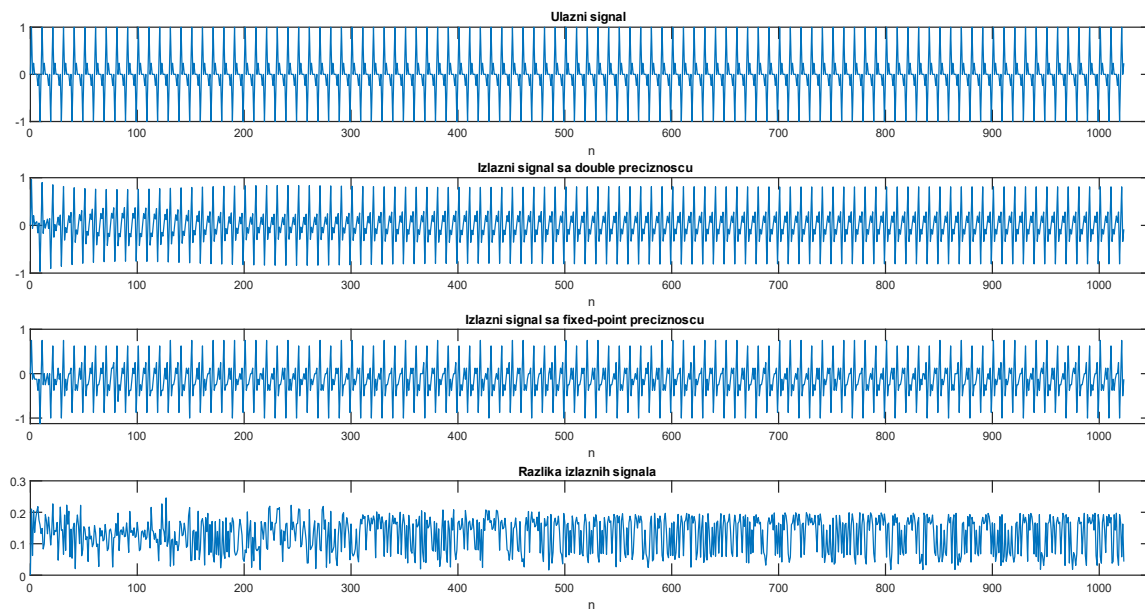 Ulazni signal
1
0
-1
0 100 200 300 400 500 600 700 800 900 1000
n
Izlazni signal sa double preciznoscu
1
0
-1
0 100 200 300 400 500 600 700 800 900 1000
n
Izlazni signal sa fixed-point preciznoscu
1
0
-1
0 100 200 300 400 500 600 700 800 900 1000
n
Razlika izlaznih signala
0.3
0.2
0.1
0
0 100 200 300 400 500 600 700 800 900 1000
n